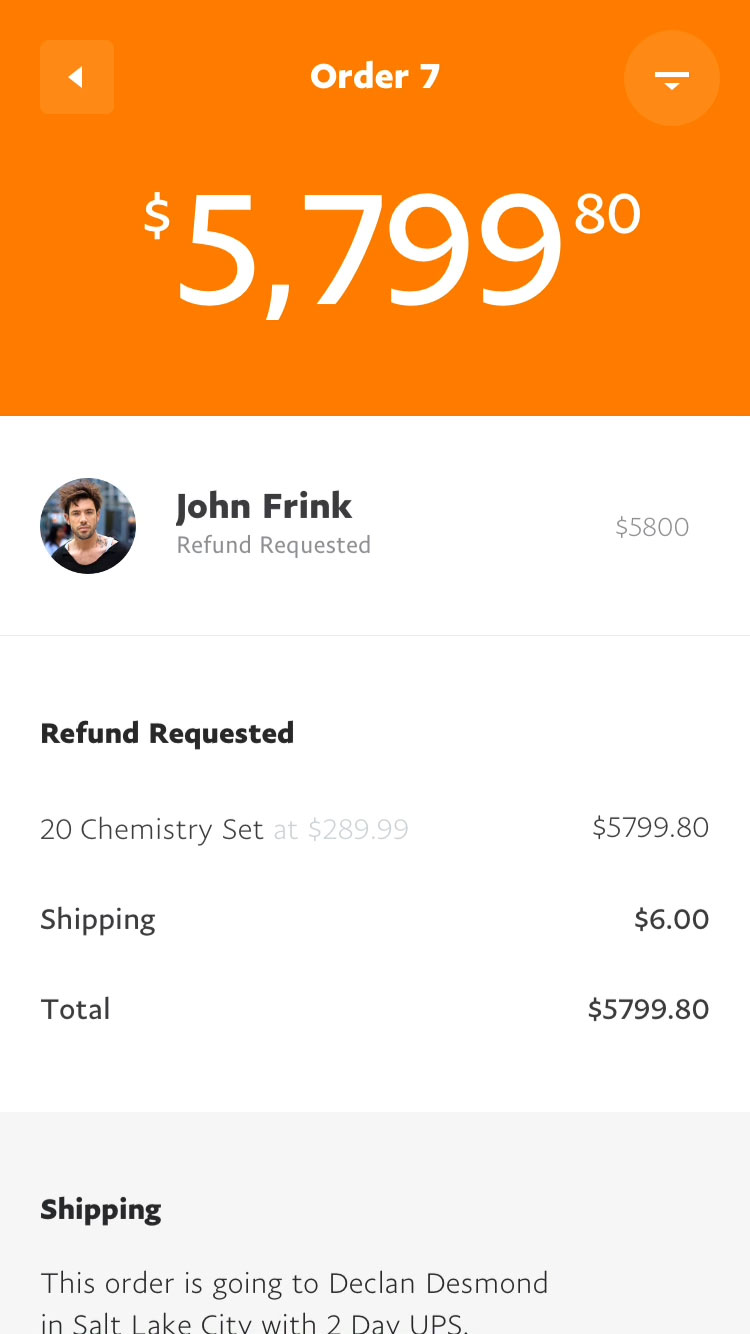 Order 7
$5,799 80
John Frink
Refund Requested
$5800
Refund Requested
20 Chemistry Set at $289.99 $5799.80
Shipping $6.00
Total $5799.80
Shipping
This order is going to Declan Desmond
in Salt Lake City with 2 Day UPS.